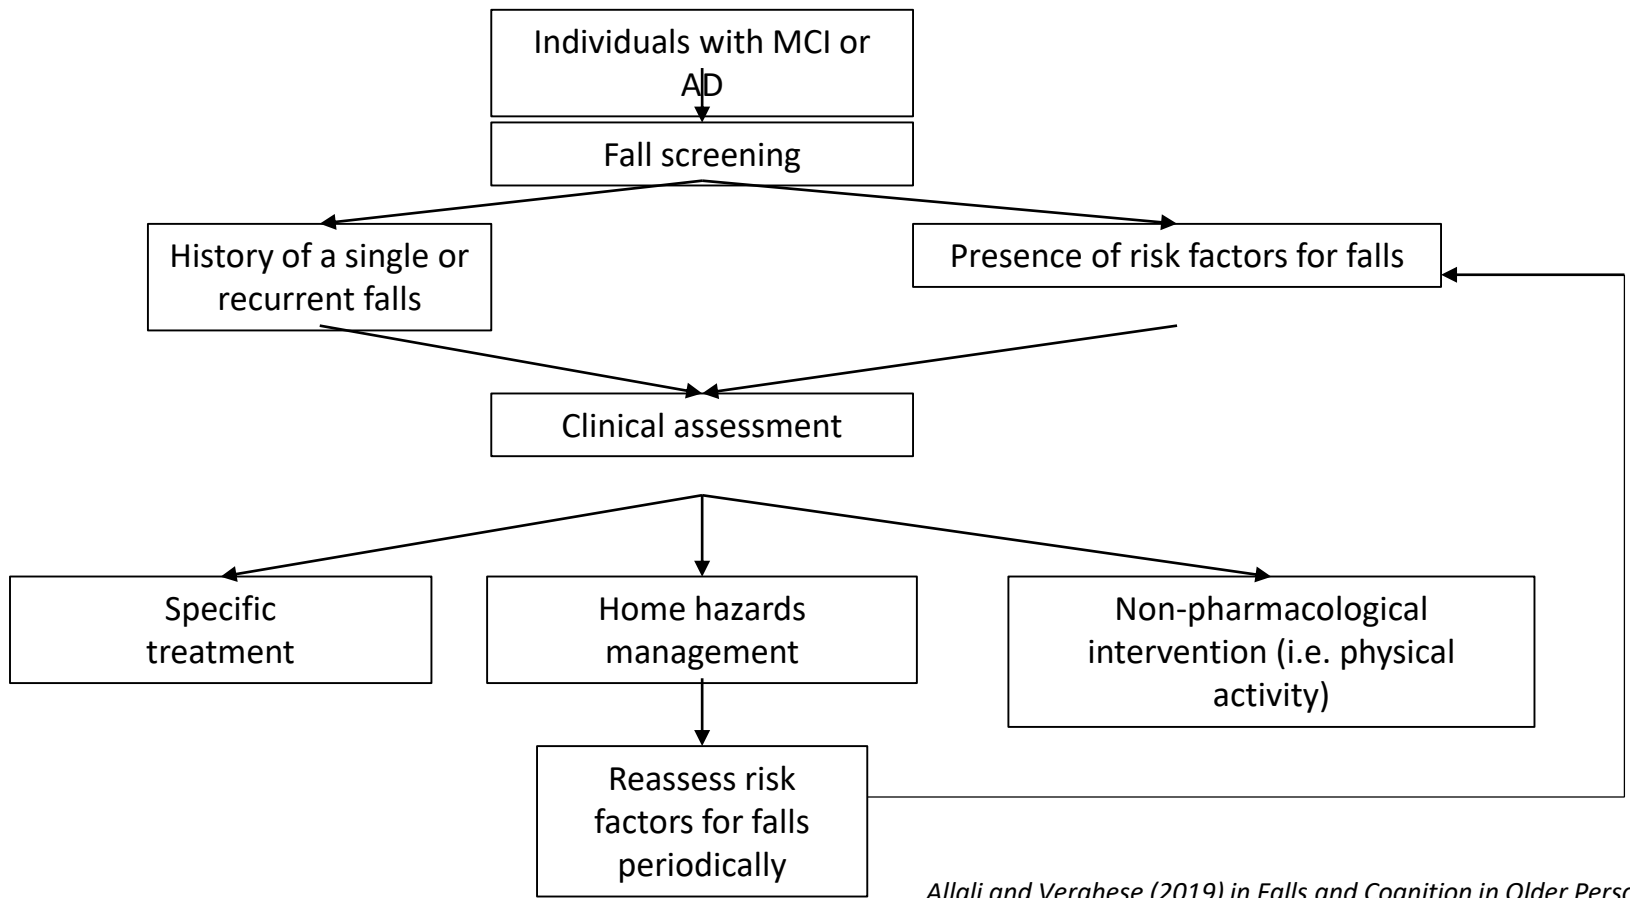 Individuals with MCI or
AD
Fall screening
History of a single or
recurrent falls
Presence of risk factors for falls
Clinical assessment
Specific
treatment
Home hazards
management
Non-pharmacological
intervention (i.e. physical
activity)
Reassess risk
factors for falls
periodically
Allali and Verghese (2019) in Falls and Cognition in Older Perso